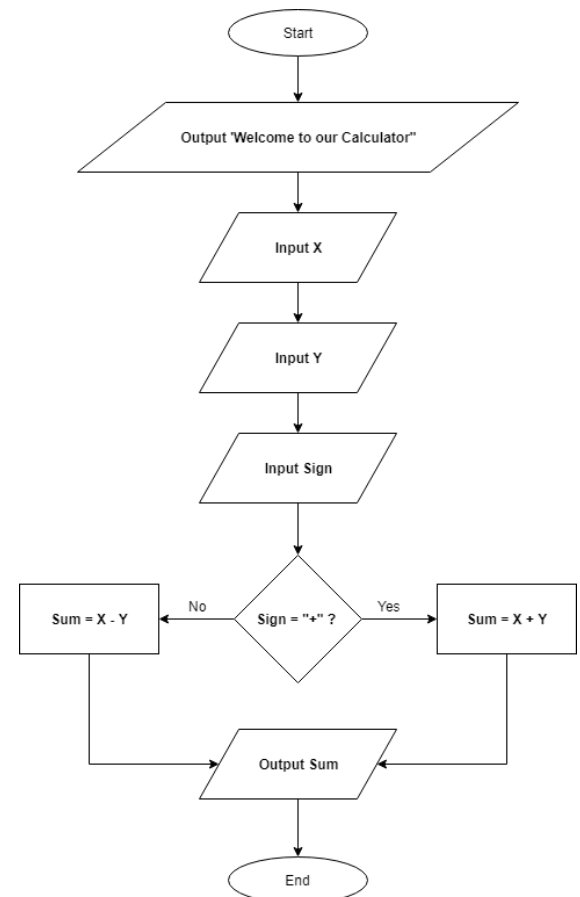 Start
Output 'Welcome to our Calculator"
Input X
Input Y
Input Sign
Sign = "+" ?
No
Yes
Sum = X - Y
Sum = X + Y
Output Sum
End